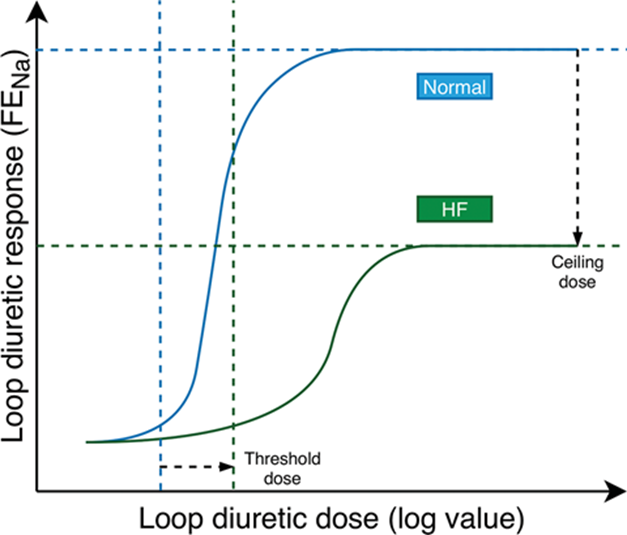 Loop diuretic response (FENa)
Normal
HF
Ceiling
dose
Threshold
dose
Loop diuretic dose (log value)